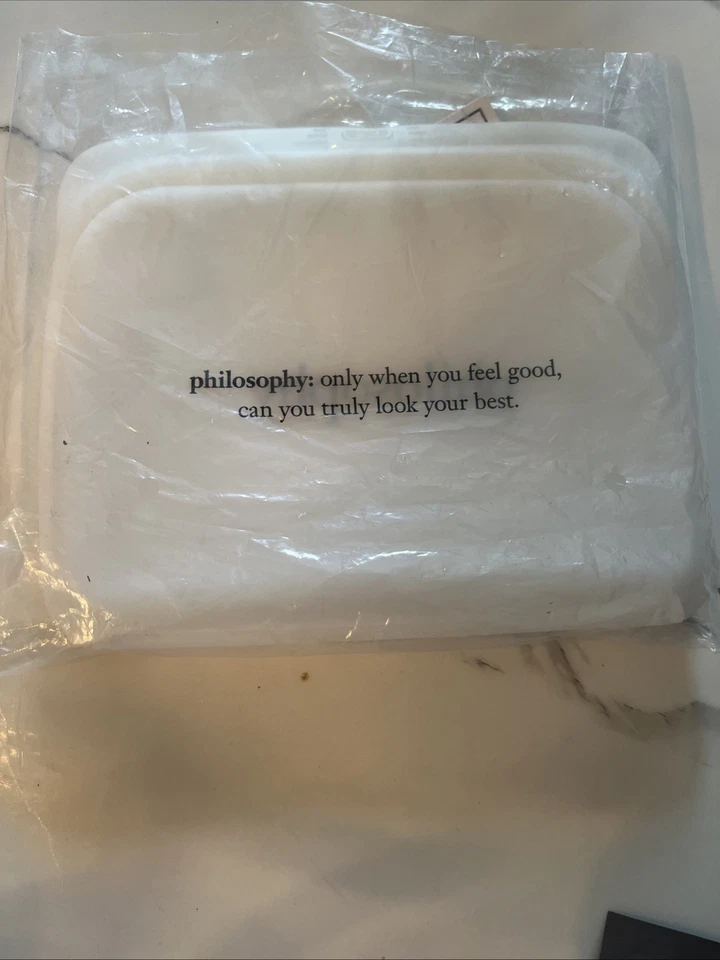 philosophy: only when you feel good,
can you truly look your best.